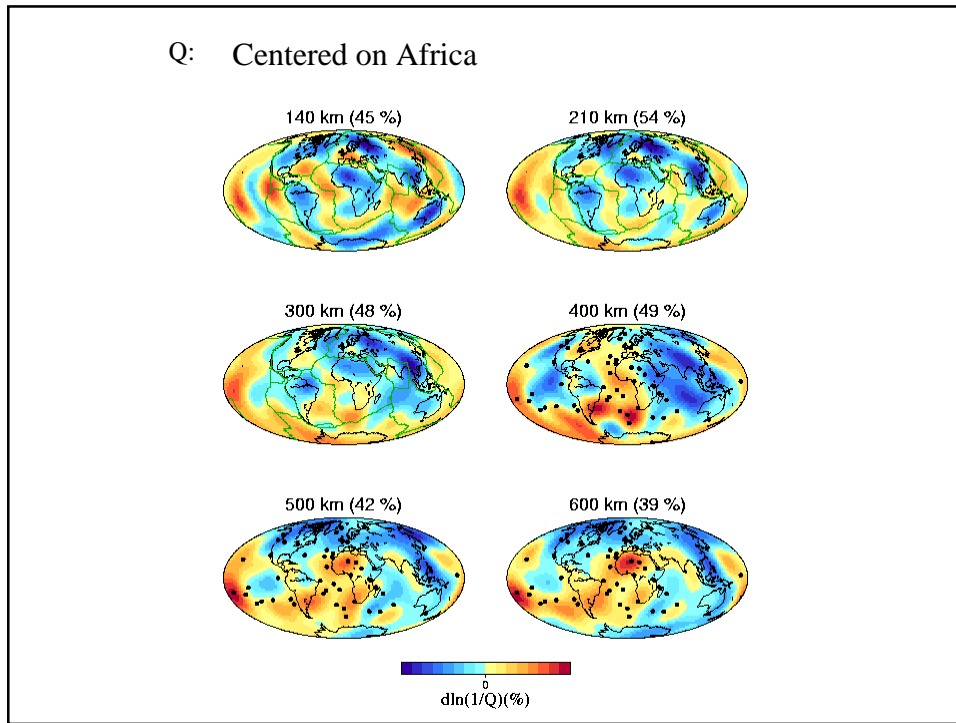 Q: Centered on Africa
140 km (45 %)
210 km (54 %)
300 km (48 %)
400 km (49 %)
500 km (42 %)
600 km (39 %)
0
dln(1/Q)(%)